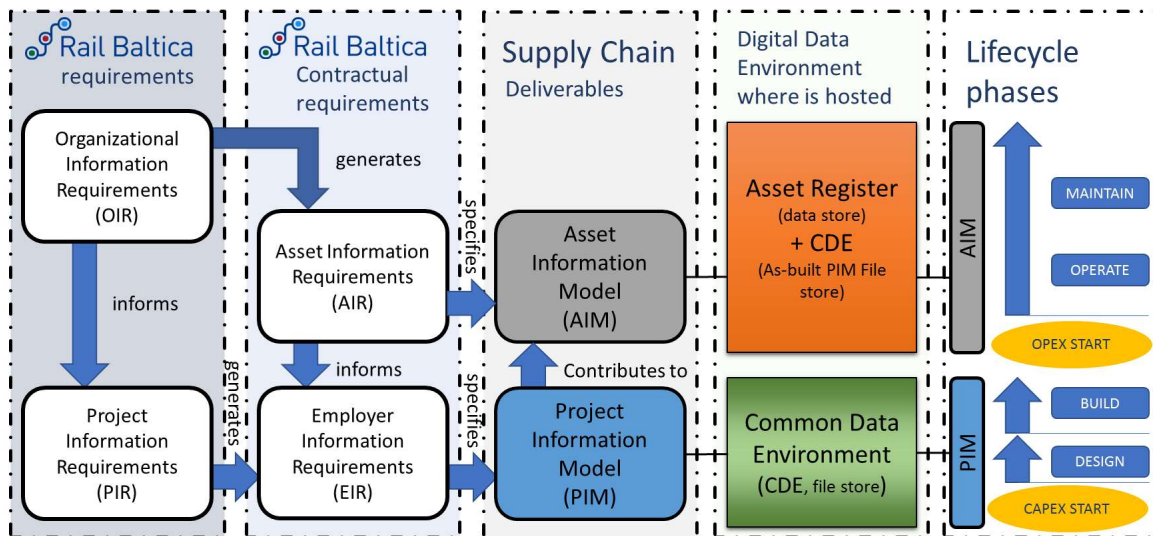 Rail Baltica
requirements
Organizational
Information
Requirements
(OIR)
informs
Project
Information
Requirements
(PIR)
generates
Rail Baltica
Contractual
requirements
generates
Asset Information
Requirements
(AIR)
informs
Employer
Information
Requirements
(EIR)
specifies
specifies
Supply Chain
Deliverables
Asset
Information
Model
(AIM)
Contributes to
Project
Information
Model
(PIM)
Digital Data
Environment
where is hosted
Asset Register
(data store)
+ CDE
(As-built PIM File
store)
Common Data
Environment
(CDE, file store)
Lifecycle
phases
AIM
MAINTAIN
OPERATE
OPEX START
PIM
BUILD
DESIGN
CAPEX START